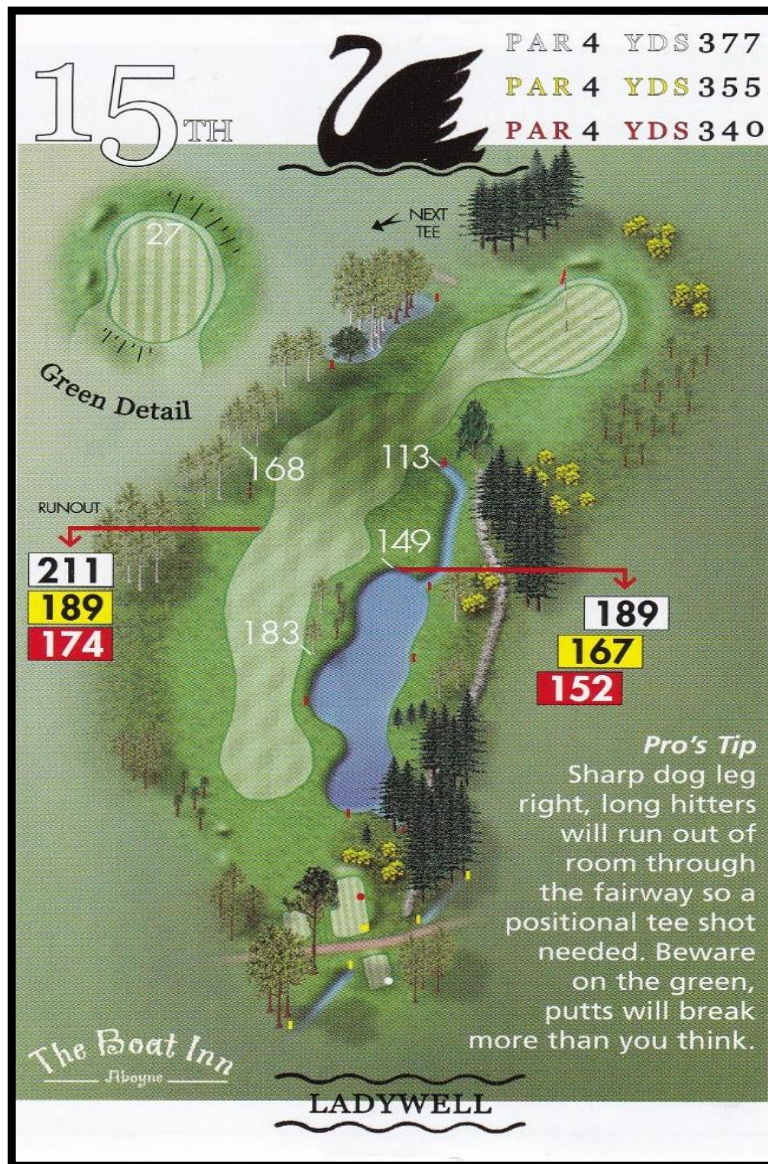 15TH
PAR 4 YDS 377
PAR 4 YDS 355
PAR 4 YDS 340
27
Green Detail
NEXT
TEE
168
113
RUNOUT
149
211
189
174
183
189
167
152
Pro's Tip
Sharp dog leg
right, long hitters
will run out of
room through
the fairway so a
positional tee shot
needed. Beware
on the green,
putts will break
more than you think.
The Boat Inn
Aboyne
LADYWELL